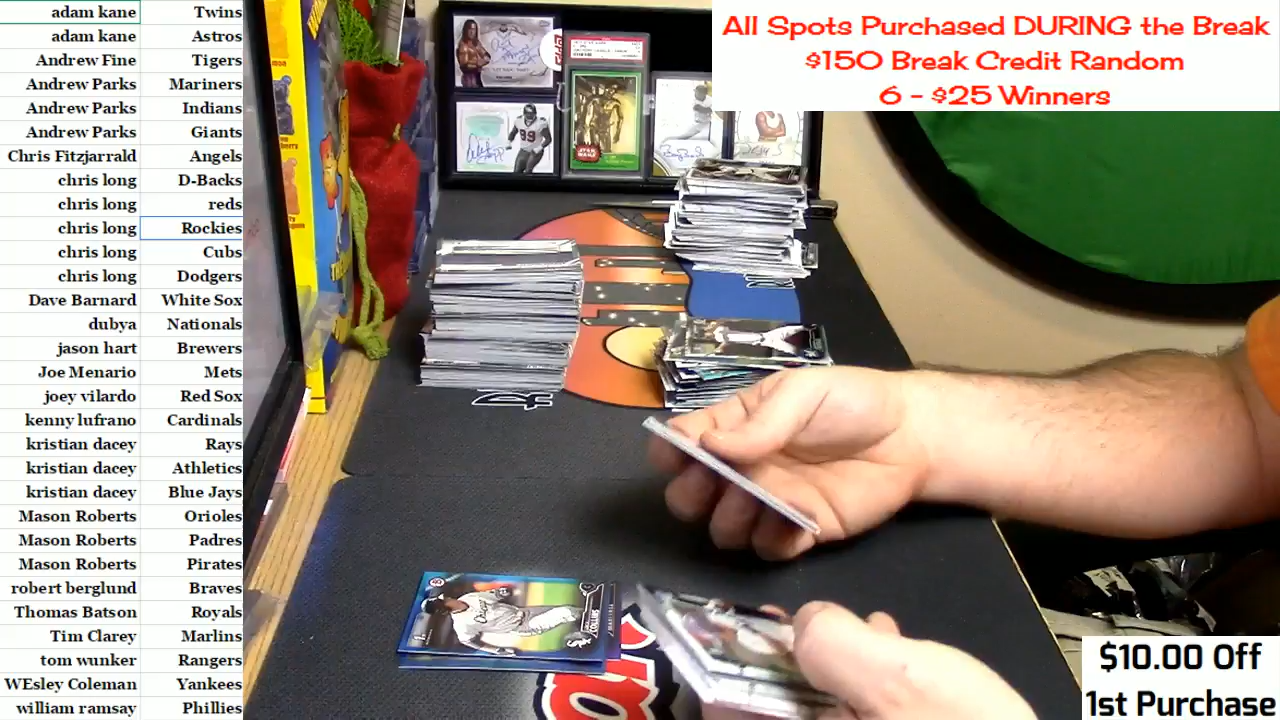 adam kane Twins
adam kane Astros
Andrew Fine Tigers
Andrew Parks Mariners
Andrew Parks Indians
Andrew Parks Giants
Chris Fitzjarrald Angels
chris long D-Backs
chris long reds
chris long Rockies
chris long Cubs
chris long Dodgers
Dave Barnard White Sox
dubya Nationals
jason hart Brewers
Joe Menario Mets
joey vilardo Red Sox
kenny lufrano Cardinals
kristian dacey Rays
kristian dacey Athletics
kristian dacey Blue Jays
Mason Roberts Orioles
Mason Roberts Padres
Mason Roberts Pirates
robert berglund Braves
Thomas Batson Royals
Tim Clarey Marlins
tom wunker Rangers
WEsley Coleman Yankees
william ramsay Phillies
All Spots Purchased DURING the Break
$150 Break Credit Random
6 - $25 Winners
STAR WARS
COLLINS
$10.00 Off
1st Purchase